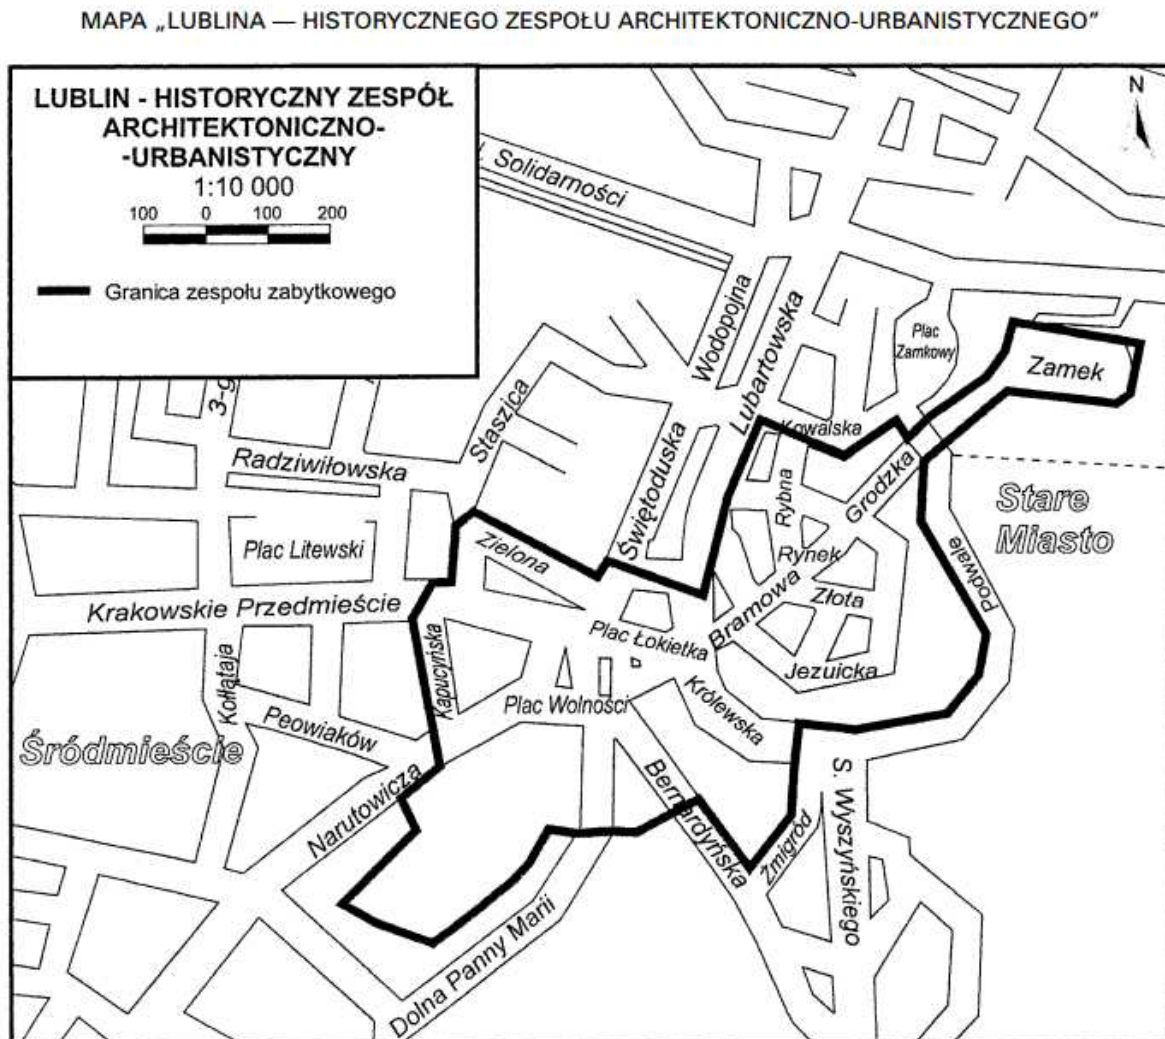 MAPA „LUBLINA — HISTORYCZNEGO ZESPOŁU ARCHITEKTONICZNO-URBANISTYCZNEGO”
LUBLIN - HISTORYCZNY ZESPÓŁ
ARCHITEKTONICZNO-
-URBANISTYCZNY
1:10 000
100 0 100 200
Granica zespołu zabytkowego
N
Solidarności
Wodopojna
Lubartowska
Plac
Zamkowy
Zamek
3-g
Staszica
Świętoduska
Kowalska
Radziwiłowska
Rybna
Grodzka
Stare
Miasto
Plac Litewski
Zielona
Rynek
Podwale
Krakowskie Przedmieście
Bramowa
Złota
Plac Łokietka
Kołłątaja
Kapucyńska
Jezuicka
Plac Wolności
Królewska
Peowiaków
Śródmieście
Narutowicza
Bernardyńska
Żmigród
S. Wyszyńskiego
Dolna Panny Marii